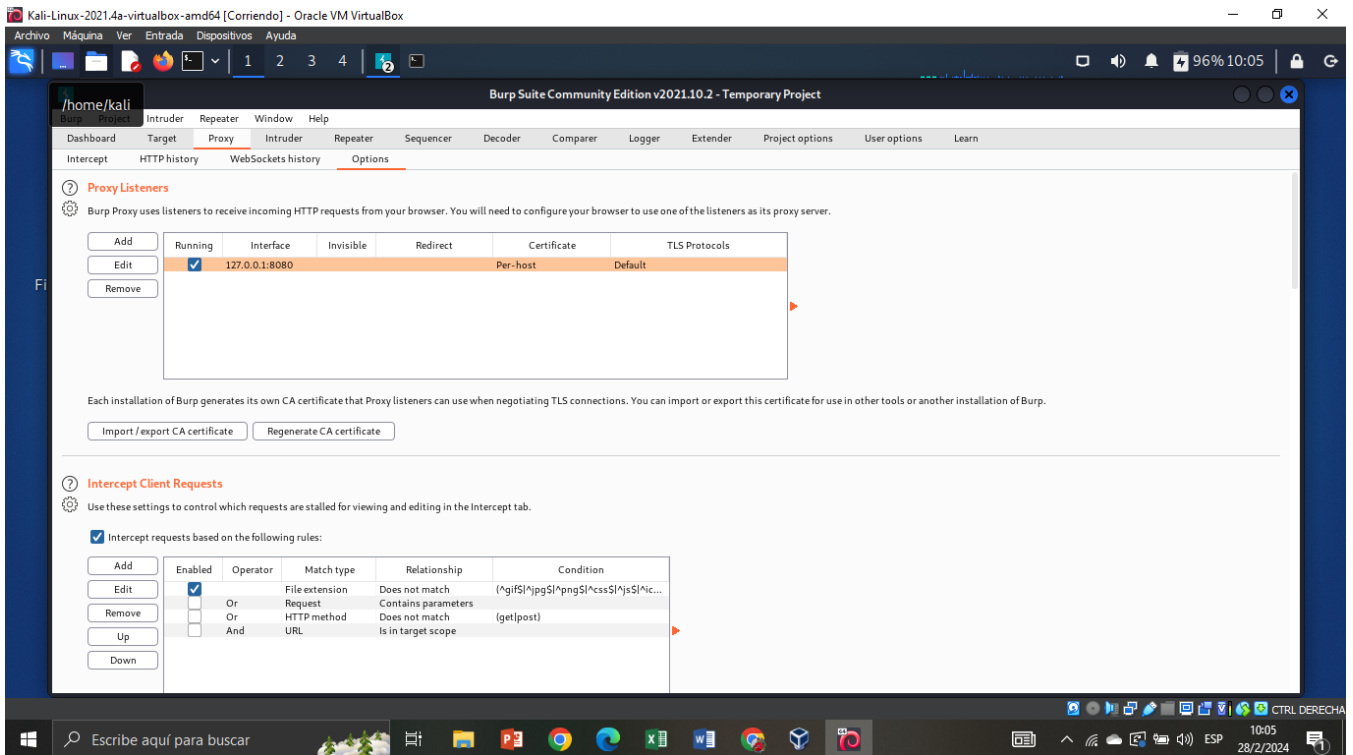 Kali-Linux-2021.4a-virtualbox-amd64 [Corriendo] - Oracle VM VirtualBox
Archivo Máquina Ver Entrada Dispositivos Ayuda
1 2 3 4 2 96% 10:05
/home/kali
Burp Suite Community Edition v2021.10.2 - Temporary Project
Burp Project Intruder Repeater Window Help
Dashboard Target Proxy Intruder Repeater Sequencer Decoder Comparer Logger Extender Project options User options Learn
Intercept HTTP history WebSockets history Options
? Proxy Listeners
Burp Proxy uses listeners to receive incoming HTTP requests from your browser. You will need to configure your browser to use one of the listeners as its proxy server.
Add
Edit
Remove
Running Interface Invisible Redirect Certificate TLS Protocols
127.0.0.1:8080 Per-host Default
Fi
Each installation of Burp generates its own CA certificate that Proxy listeners can use when negotiating TLS connections. You can import or export this certificate for use in other tools or another installation of Burp.
Import / export CA certificate Regenerate CA certificate
? Intercept Client Requests
Use these settings to control which requests are stalled for viewing and editing in the Intercept tab.
Intercept requests based on the following rules:
Add
Edit
Remove
Up
Down
Enabled Operator Match type Relationship Condition
File extension Does not match (^gif$|^jpg$|^png$|^css$|^js$|^ic...
Or Request Contains parameters
Or HTTP method Does not match (get|post)
And URL Is in target scope
CTRL DERECHA
Escribe aquí para buscar
ESP
10:05
28/2/2024